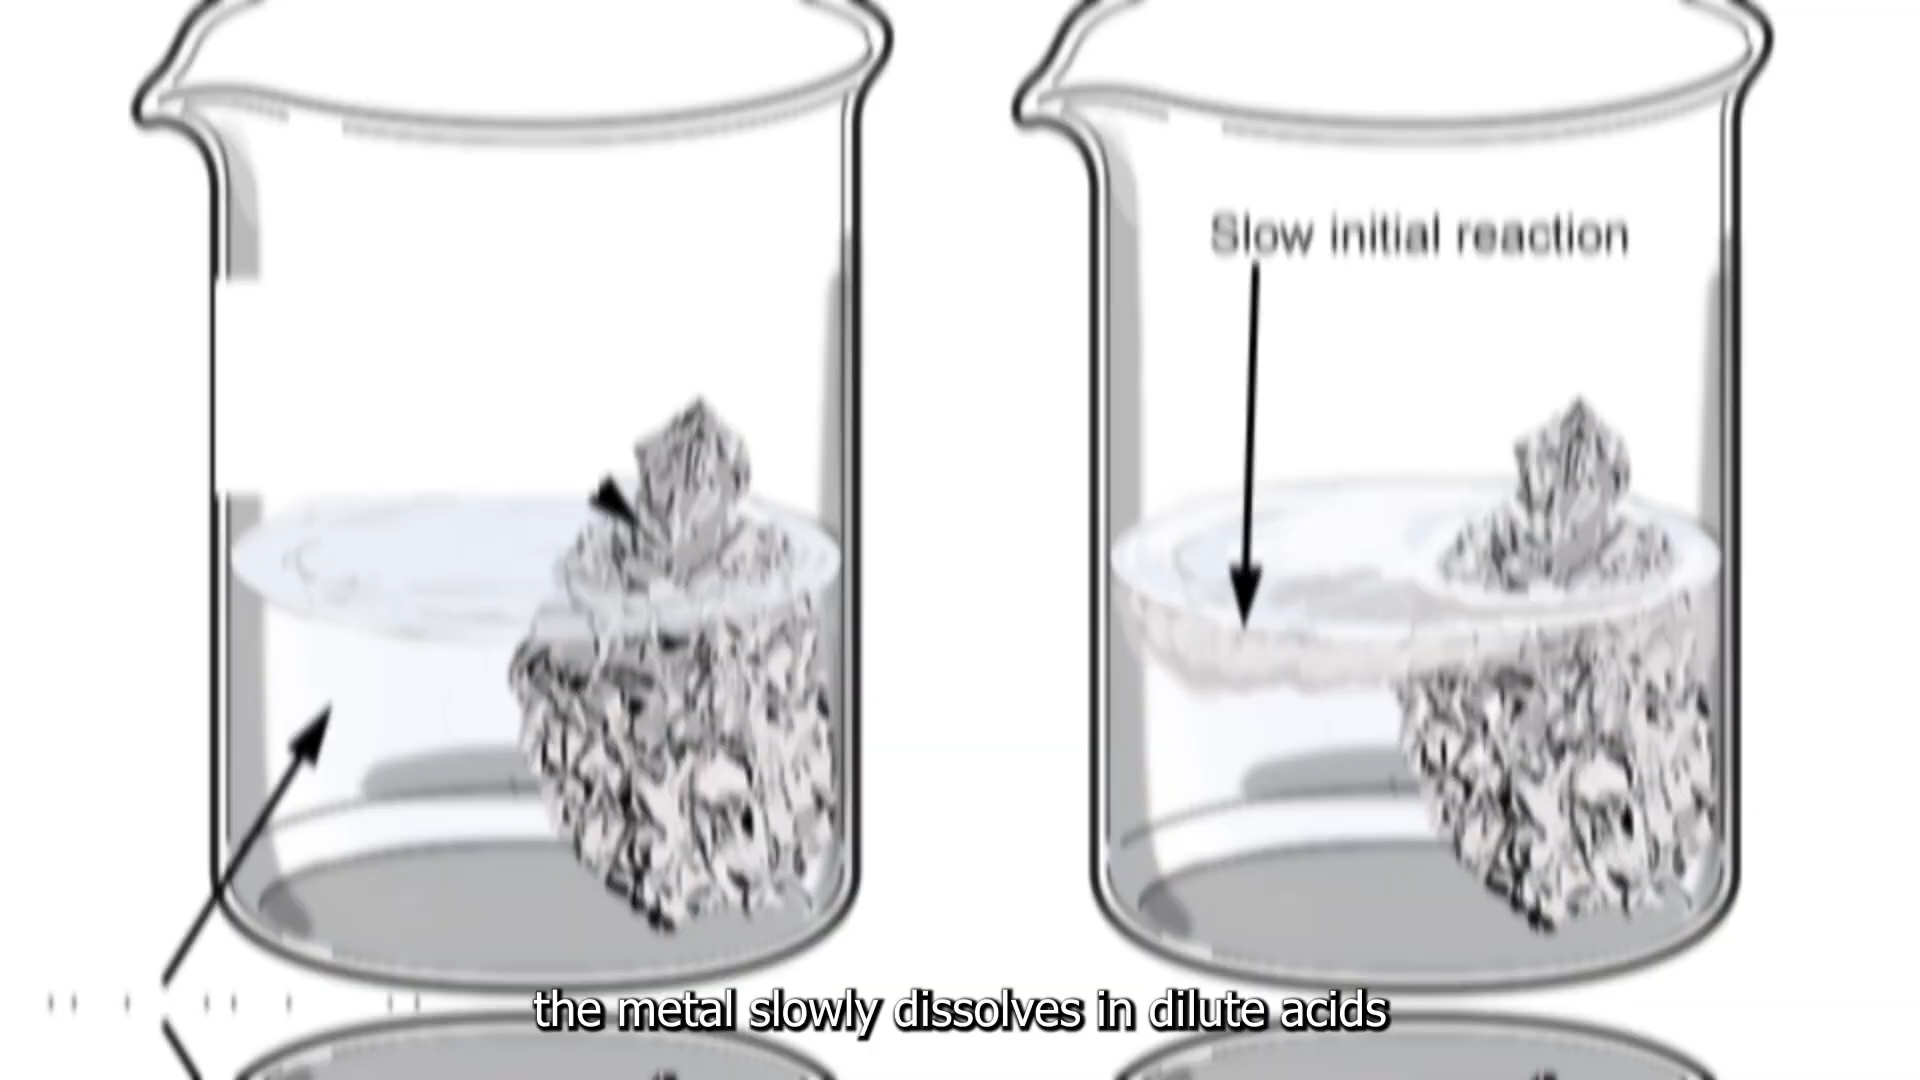 Slow initial reaction
the metal slowly dissolves in dilute acids